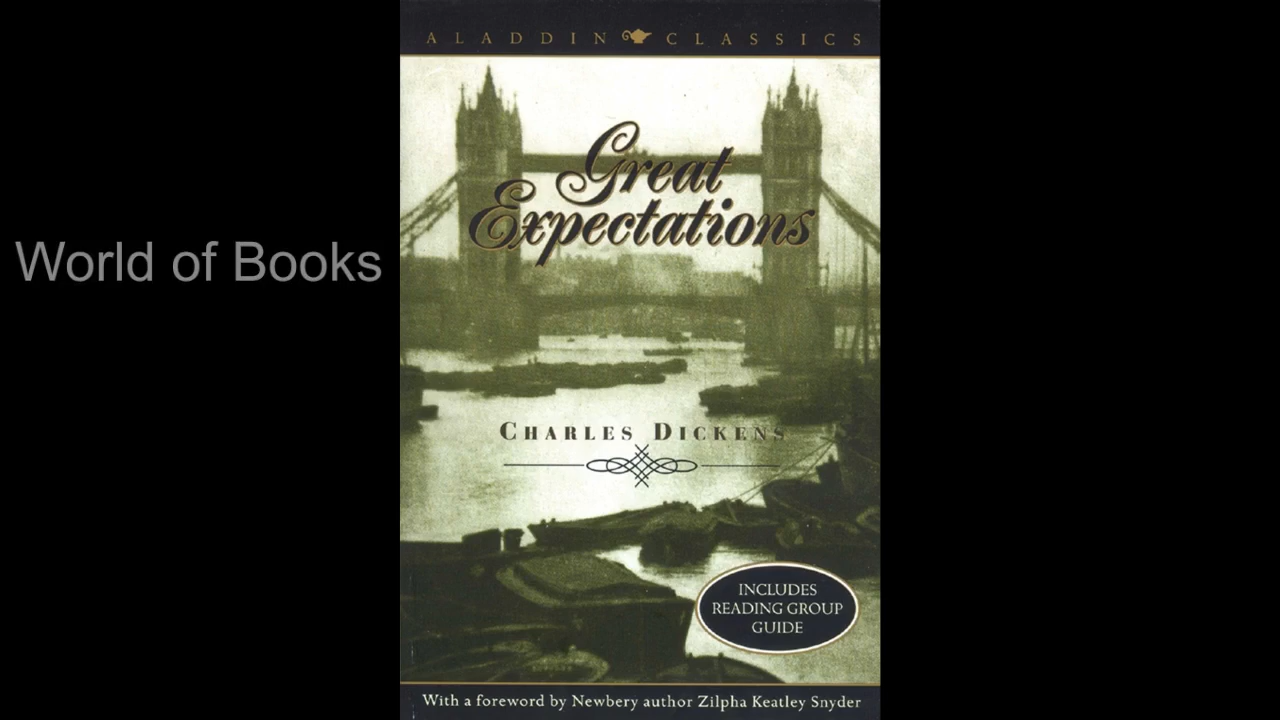 ALADDIN CLASSICS
Great
Expectations
World of Books
CHARLES DICKENS
INCLUDES
READING GROUP
GUIDE
With a foreword by Newbery author Zilpha Keatley Snyder